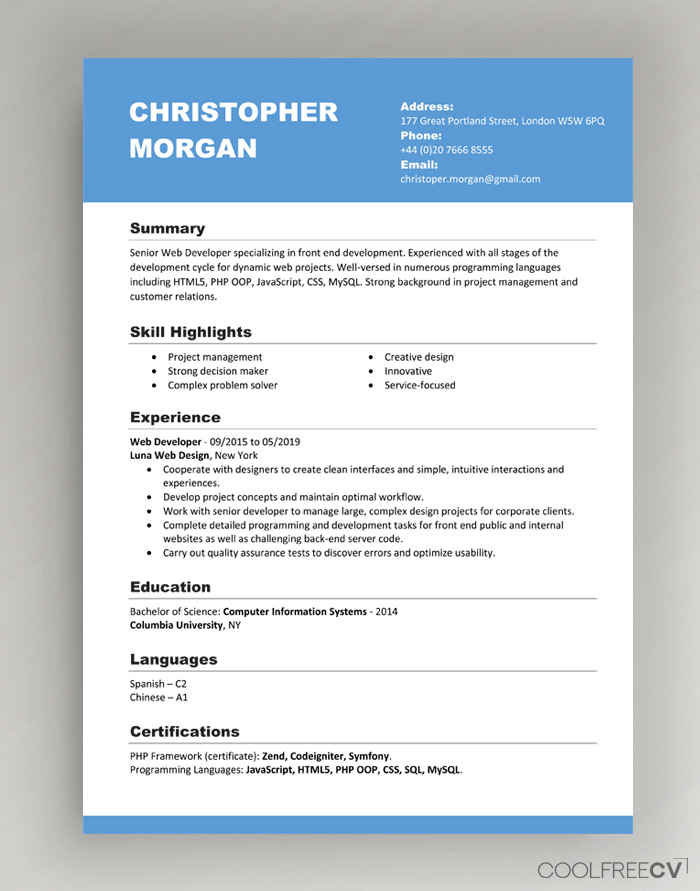 CHRISTOPHER
MORGAN
Address:
177 Great Portland Street, London W5W 6PQ
Phone:
+44 (0)20 7666 8555
Email:
christoper.morgan@gmail.com
Summary
Senior Web Developer specializing in front end development. Experienced with all stages of the
development cycle for dynamic web projects. Well-versed in numerous programming languages
including HTML5, PHP OOP, JavaScript, CSS, MySQL. Strong background in project management and
customer relations.
Skill Highlights
• Project management
• Strong decision maker
• Complex problem solver
• Creative design
• Innovative
• Service-focused
Experience
Web Developer - 09/2015 to 05/2019
Luna Web Design, New York
• Cooperate with designers to create clean interfaces and simple, intuitive interactions and
experiences.
• Develop project concepts and maintain optimal workflow.
• Work with senior developer to manage large, complex design projects for corporate clients.
• Complete detailed programming and development tasks for front end public and internal
websites as well as challenging back-end server code.
• Carry out quality assurance tests to discover errors and optimize usability.
Education
Bachelor of Science: Computer Information Systems - 2014
Columbia University, NY
Languages
Spanish – C2
Chinese – A1
Certifications
PHP Framework (certificate): Zend, Codeigniter, Symfony.
Programming Languages: JavaScript, HTML5, PHP OOP, CSS, SQL, MySQL.
COOLFREECV